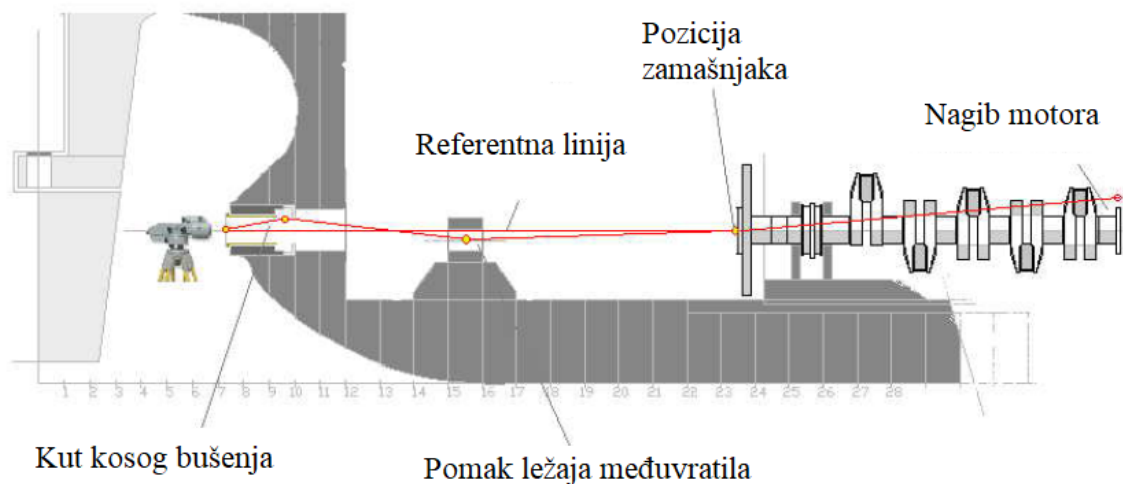 Pozicija
zamašnjaka
Nagib motora
Referentna linija
1 2 3 4 5 6 7 8 9 10 11 12 13 14 15 16 17 18 19 20 21 22 23 24 25 26 27 28
Kut kosog bušenja
Pomak ležaja međuvratila